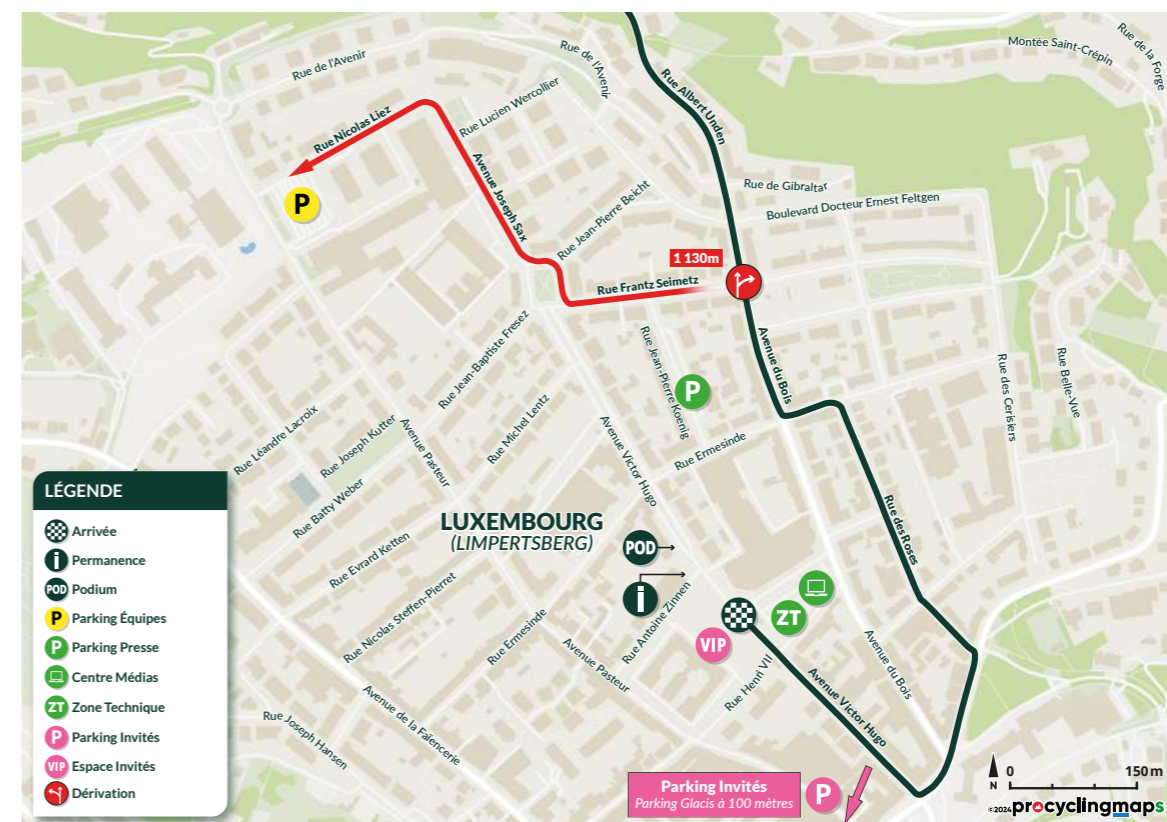 Rue de l'Avenir
Rue de l'Avenir
Montée Saint-Crépin
Rue de la Forge
Rue Albert Unden
Rue Lucien Wercollier
Rue Nicolas Liez
Avenue Joseph Sax
Rue Jean-Pierre Beicht
Rue de Gibraltar
Boulevard Docteur Ernest Feltgen
P
1 130m
Rue Frantz Seimetz
Avenue du Bois
Rue Jean-Baptiste Fresez
Rue Jean-Pierre Koenig
P
Rue des Cerisiers
Rue Belle-Vue
Rue Léandre Lacroix
Rue Joseph Kutter
Avenue Pasteur
Rue Michel Lentz
Avenue Victor Hugo
Rue Ermesinde
Rue Batty Weber
Rue des Roses
LUXEMBOURG
(LIMPERTSBERG)
Rue Evrard Ketten
POD
i
Rue Nicolas Steffen-Pierret
Rue Ermesinde
Rue Antoine Zinnen
ZT
VIP
Avenue Pasteur
Rue Henri VII
Avenue Victor Hugo
Avenue du Bois
Avenue de la Faïencerie
Rue Joseph Hansen
LÉGENDE
Arrivée
i Permanence
POD Podium
P Parking Équipes
P Parking Presse
Centre Médias
ZT Zone Technique
P Parking Invités
VIP Espace Invités
Dérivation
Parking Invités
Parking Glacis à 100 mètres
P
N
0 150 m
©2024 procyclingmaps